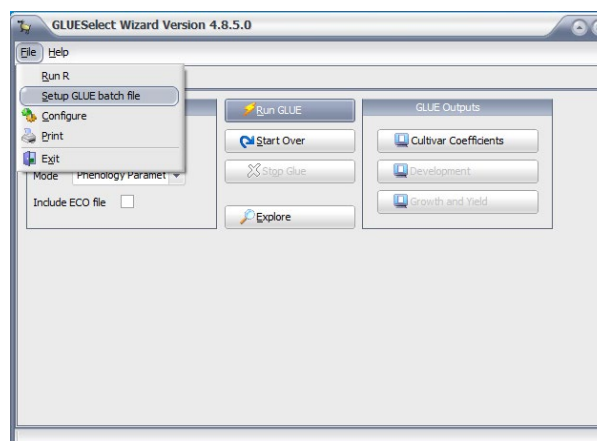 GLUESelect Wizard Version 4.8.5.0
File Help
Run R
Setup GLUE batch file
Configure
Print
Exit
Mode Phenology Paramet
Include ECO file
Run GLUE
Start Over
Stop Glue
Explore
GLUE Outputs
Cultivar Coefficients
Development
Growth and Yield